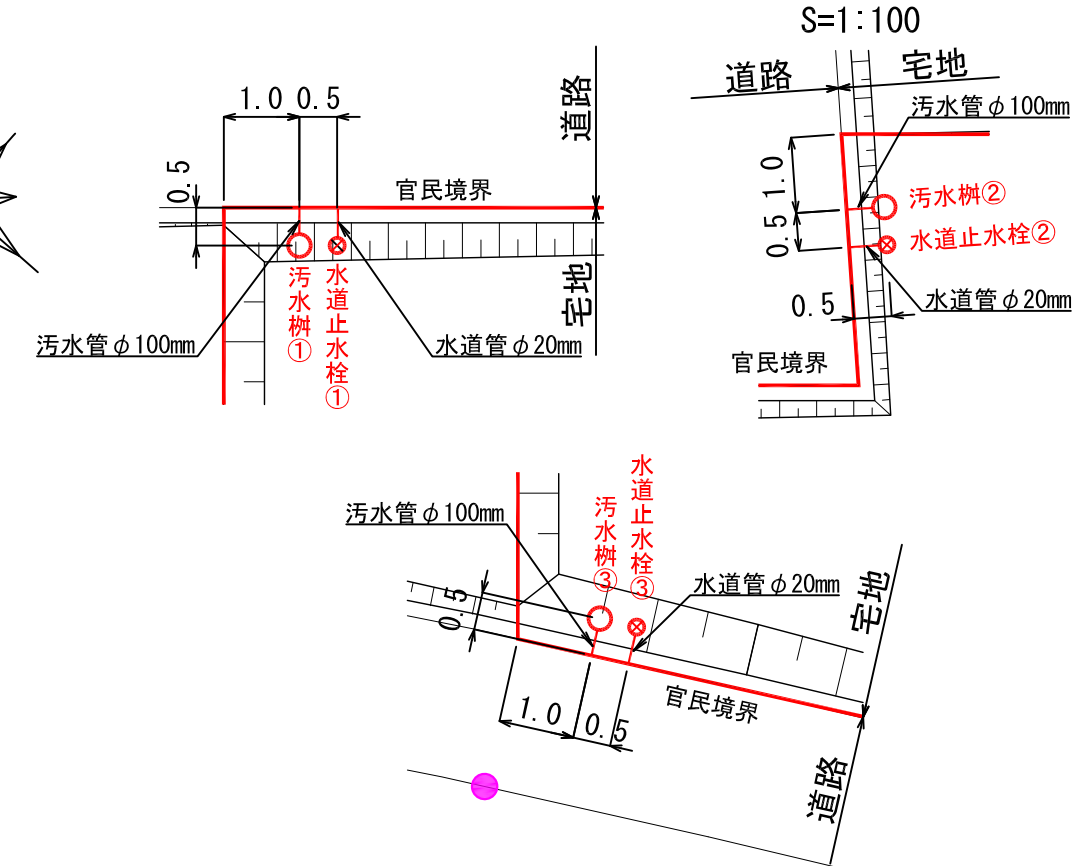 S=1:100
1.0
0.5
0.5
道路
官民境界
宅地
汚水桝①
水道止水栓①
汚水管φ100mm
水道管φ20mm
道路
宅地
汚水管φ100mm
1.0
0.5
汚水桝②
水道止水栓②
0.5
水道管φ20mm
官民境界
汚水管φ100mm
汚水桝③
水道止水栓③
水道管φ20mm
0.5
宅地
1.0
0.5
官民境界
道路